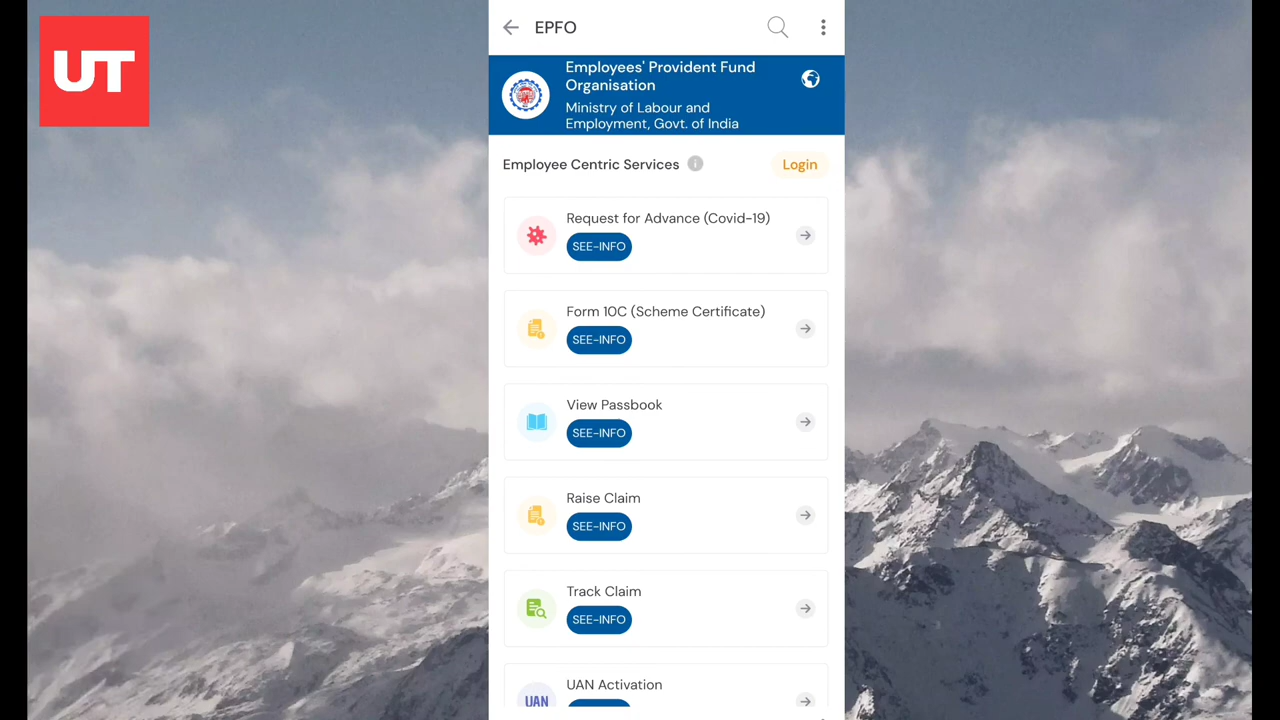 UT
EPFO
Employees' Provident Fund
Organisation
Ministry of Labour and
Employment, Govt. of India
Employee Centric Services
Login
Request for Advance (Covid-19)
SEE-INFO
Form 10C (Scheme Certificate)
SEE-INFO
View Passbook
SEE-INFO
Raise Claim
SEE-INFO
Track Claim
SEE-INFO
UAN Activation
UAN